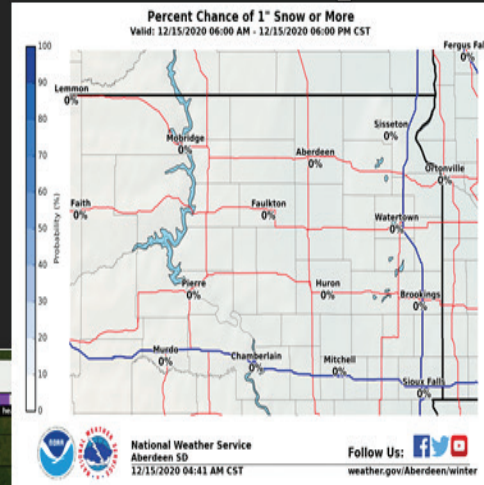 Percent Chance of 1" Snow or More
Valid: 12/15/2020 06:00 AM - 12/15/2020 06:00 PM CST
100
90
80
70
60
50
40
30
20
10
0
Probability (%)
Fergus Fal
0%
Lemmon
0%
Sisseton
0%
Mobridge
0%
Aberdeen
0%
Ortonville
0%
Faith
0%
Faulkton
0%
Watertown
0%
Pierre
0%
Huron
0%
Brookings
0%
Murdo
0%
Chamberlain
0%
Mitchell
0%
Sioux Falls
0%
NOAA
National Weather Service
Aberdeen SD
12/15/2020 04:41 AM CST
Follow Us:
weather.gov/Aberdeen/winter